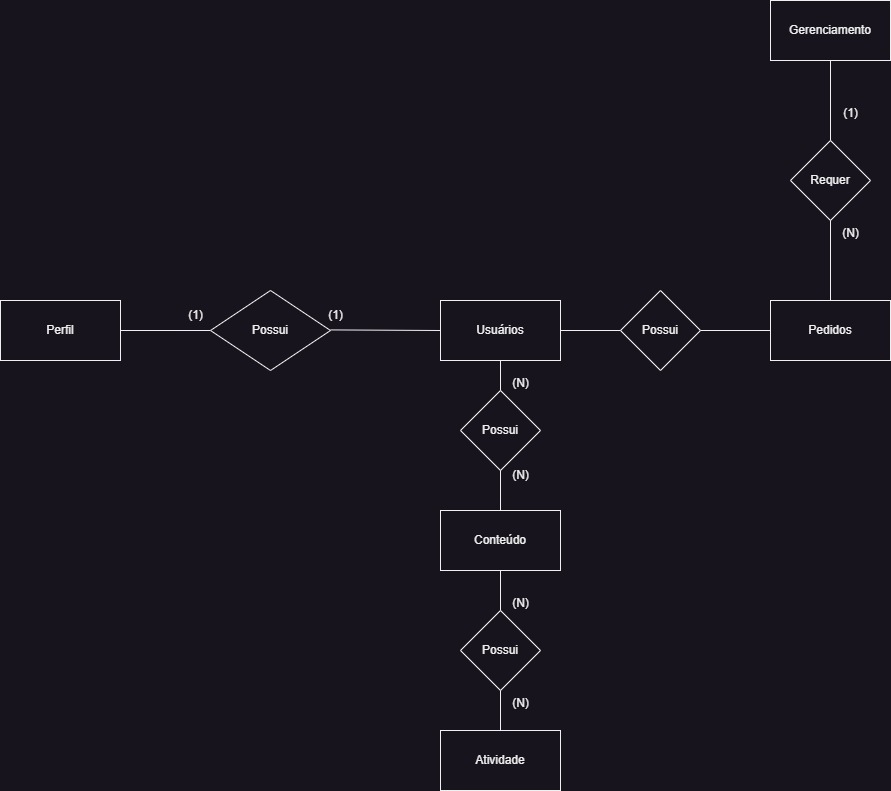 Gerenciamento
(1)
Requer
(N)
Perfil
(1)
Possui
(1)
Usuários
Possui
Pedidos
(N)
Possui
(N)
Conteúdo
(N)
Possui
(N)
Atividade